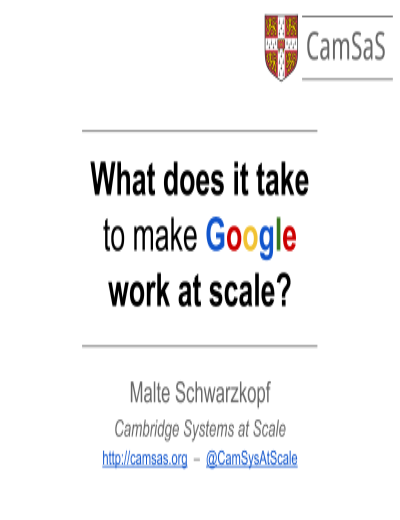 CamSaS
What does it take
to make Google
work at scale?
Malte Schwarzkopf
Cambridge Systems at Scale
http://camsas.org – @CamSysAtScale